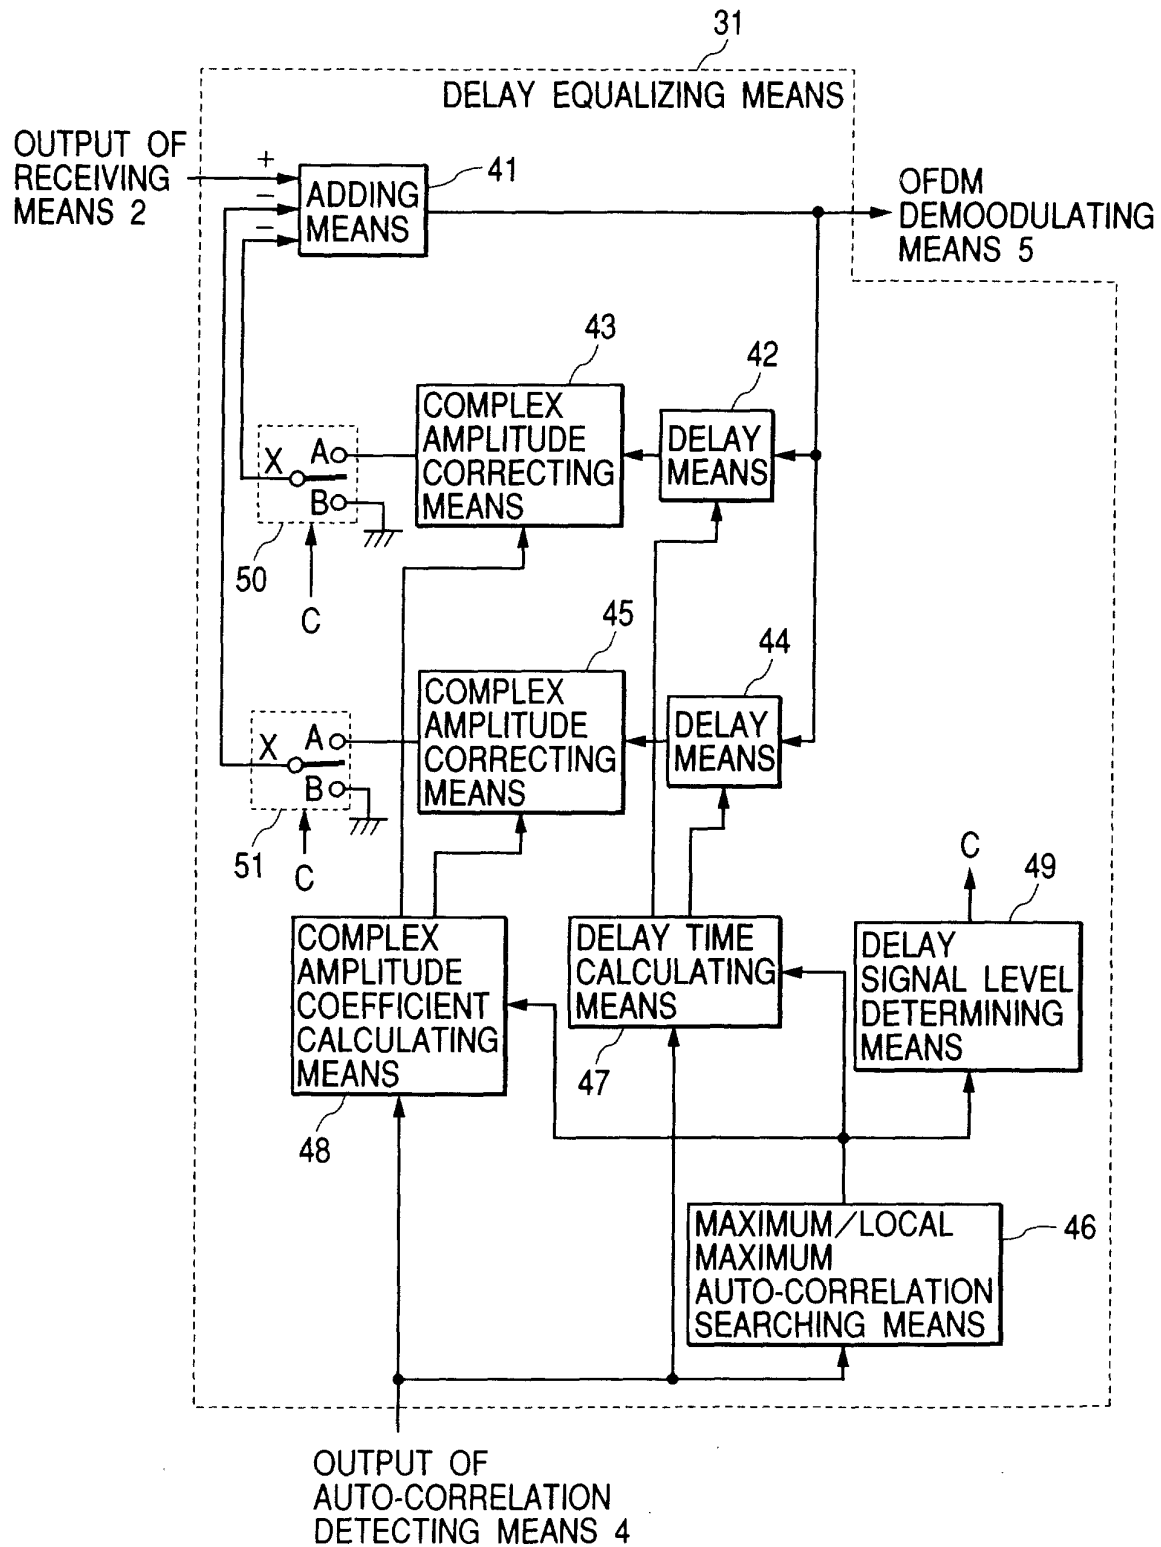 31
DELAY EQUALIZING MEANS
OUTPUT OF
RECEIVING
MEANS 2
+
−
−
ADDING
MEANS
41
OFDM
DEMOODULATING
MEANS 5
43
COMPLEX
AMPLITUDE
CORRECTING
MEANS
42
DELAY
MEANS
X
A
B
50
C
45
COMPLEX
AMPLITUDE
CORRECTING
MEANS
44
DELAY
MEANS
X
A
B
51
C
COMPLEX
AMPLITUDE
COEFFICIENT
CALCULATING
MEANS
48
DELAY TIME
CALCULATING
MEANS
47
C
49
DELAY
SIGNAL LEVEL
DETERMINING
MEANS
MAXIMUM/LOCAL
MAXIMUM
AUTO-CORRELATION
SEARCHING MEANS
46
OUTPUT OF
AUTO-CORRELATION
DETECTING MEANS 4